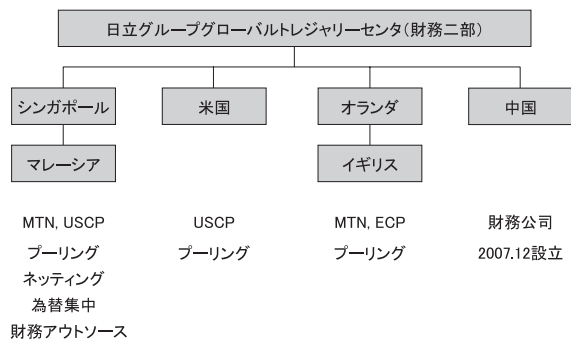 日立グループグローバルトレジャリーセンタ(財務二部)
シンガポール
米国
オランダ
中国
マレーシア
イギリス
MTN, USCP
USCP
MTN, ECP
財務公司
プーリング
プーリング
プーリング
2007.12設立
ネッティング
為替集中
財務アウトソース